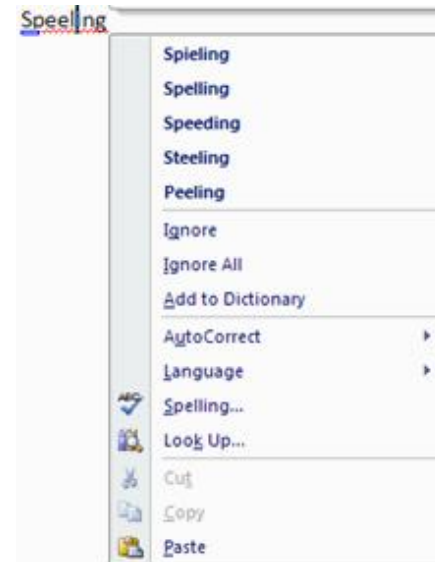 Speeling
Spieling
Spelling
Speeding
Steeling
Peeling
Ignore
Ignore All
Add to Dictionary
AutoCorrect
Language
ABC
Spelling...
Look Up...
Cut
Copy
Paste